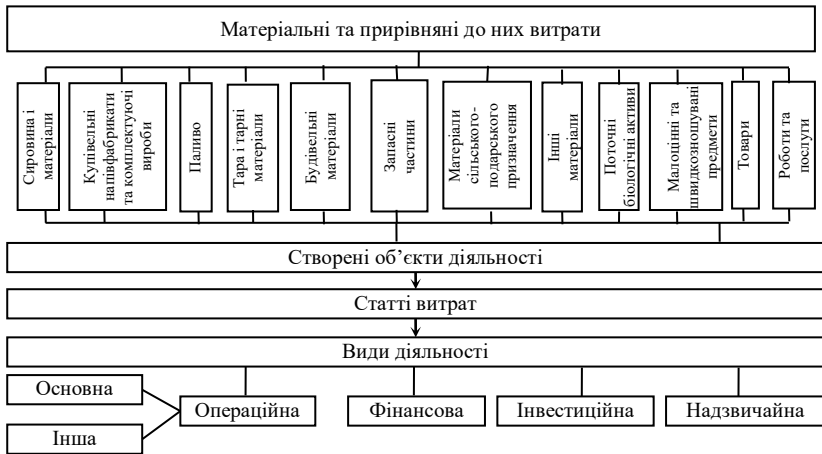 Матеріальні та прирівняні до них витрати
Сировина і
матеріали
Купівельні
напівфабрикати
та комплектуючі
вироби
Паливо
Тара і тарні
матеріали
Будівельні
матеріали
Запасні
частини
Матеріали
сільського-
подарського
призначення
Інші
матеріали
Поточні
біологічні активи
Малоцінні та
швидкозношувані
предмети
Товари
Роботи та
послуги
Створені об’єкти діяльності
Статті витрат
Види діяльності
Основна
Операційна
Фінансова
Інвестиційна
Надзвичайна
Інша